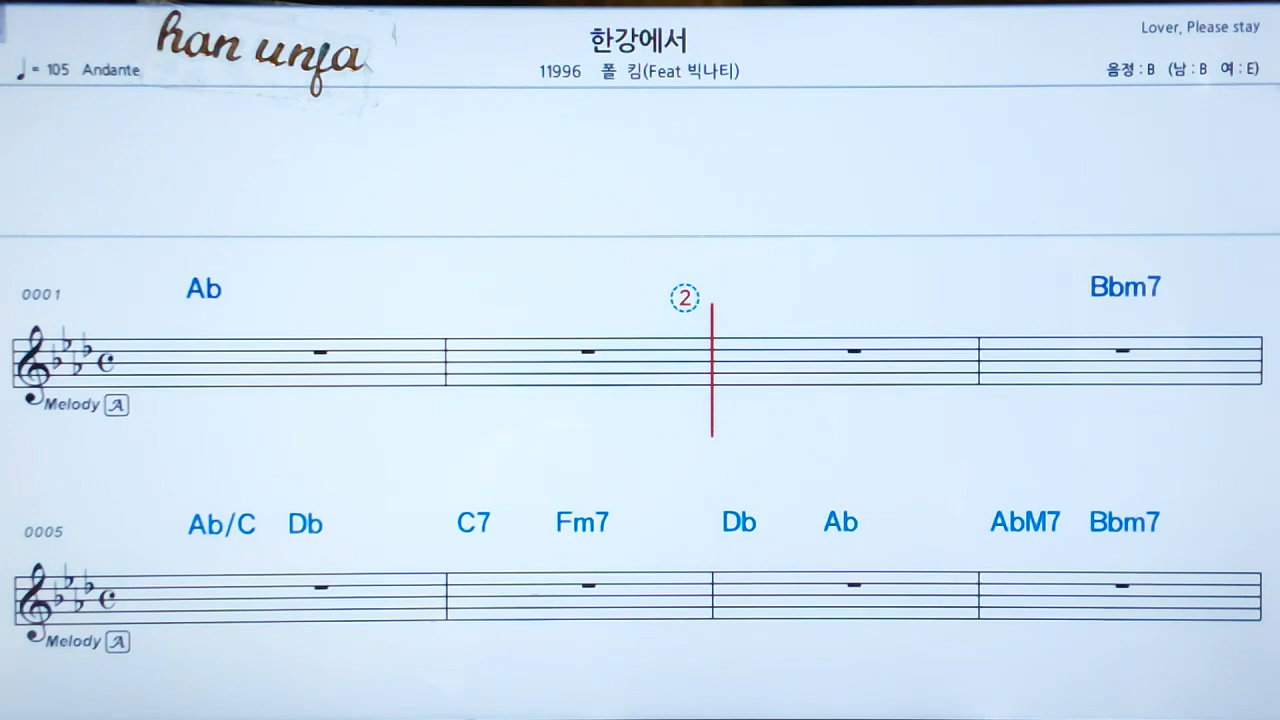 han unfa
한강에서
Lover, Please stay
♩= 105 Andante
11996 폴 킴(Feat 빅나티)
음정 : B (남 : B 여 : E)
0001 Ab ② Bbm7
Melody A
0005 Ab/C Db C7 Fm7 Db Ab AbM7 Bbm7
Melody A